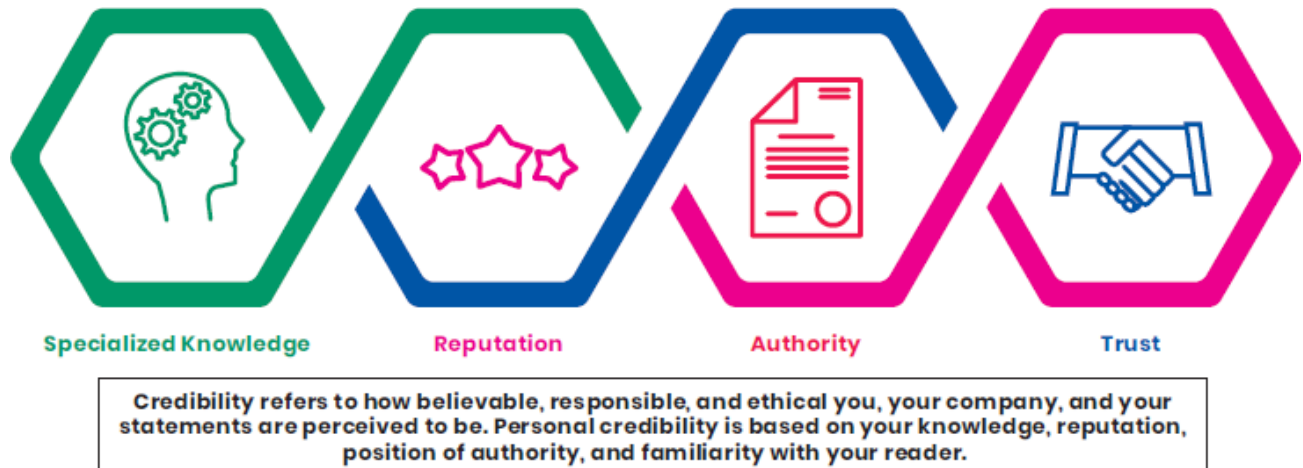 Specialized Knowledge
Reputation
Authority
Trust
Credibility refers to how believable, responsible, and ethical you, your company, and your
statements are perceived to be. Personal credibility is based on your knowledge, reputation,
position of authority, and familiarity with your reader.